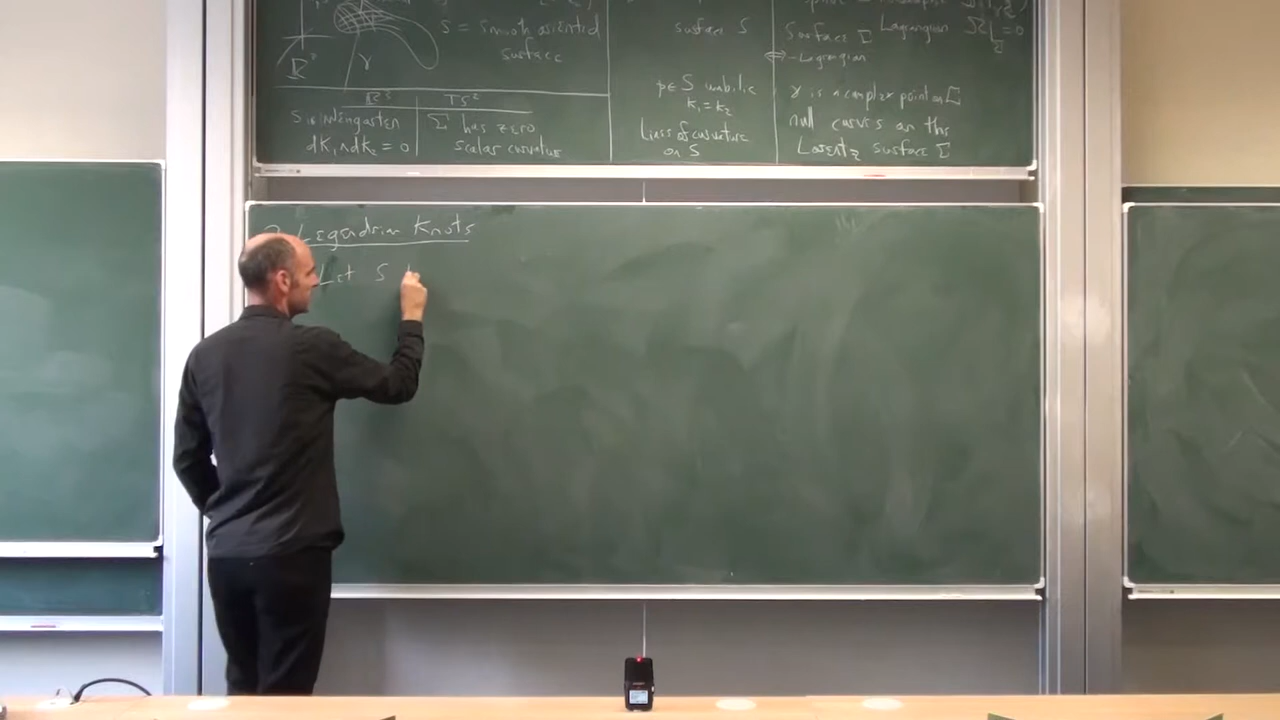 S = smooth oriented
surface
ℝ³
γ
ℝ³ TS²
S is Weingarten
dK₁∧dK₂ = 0
Σ has zero
scalar curvature
surface S
p∈S umbilic
K₁ = K₂
Lines of curvature
on S
Surface Σ
Lagrangian
⟺ - Lagrangian
γ is a complex point on Σ
null curves on the
Lorentz surface Σ
Legendrian Knots
Let S